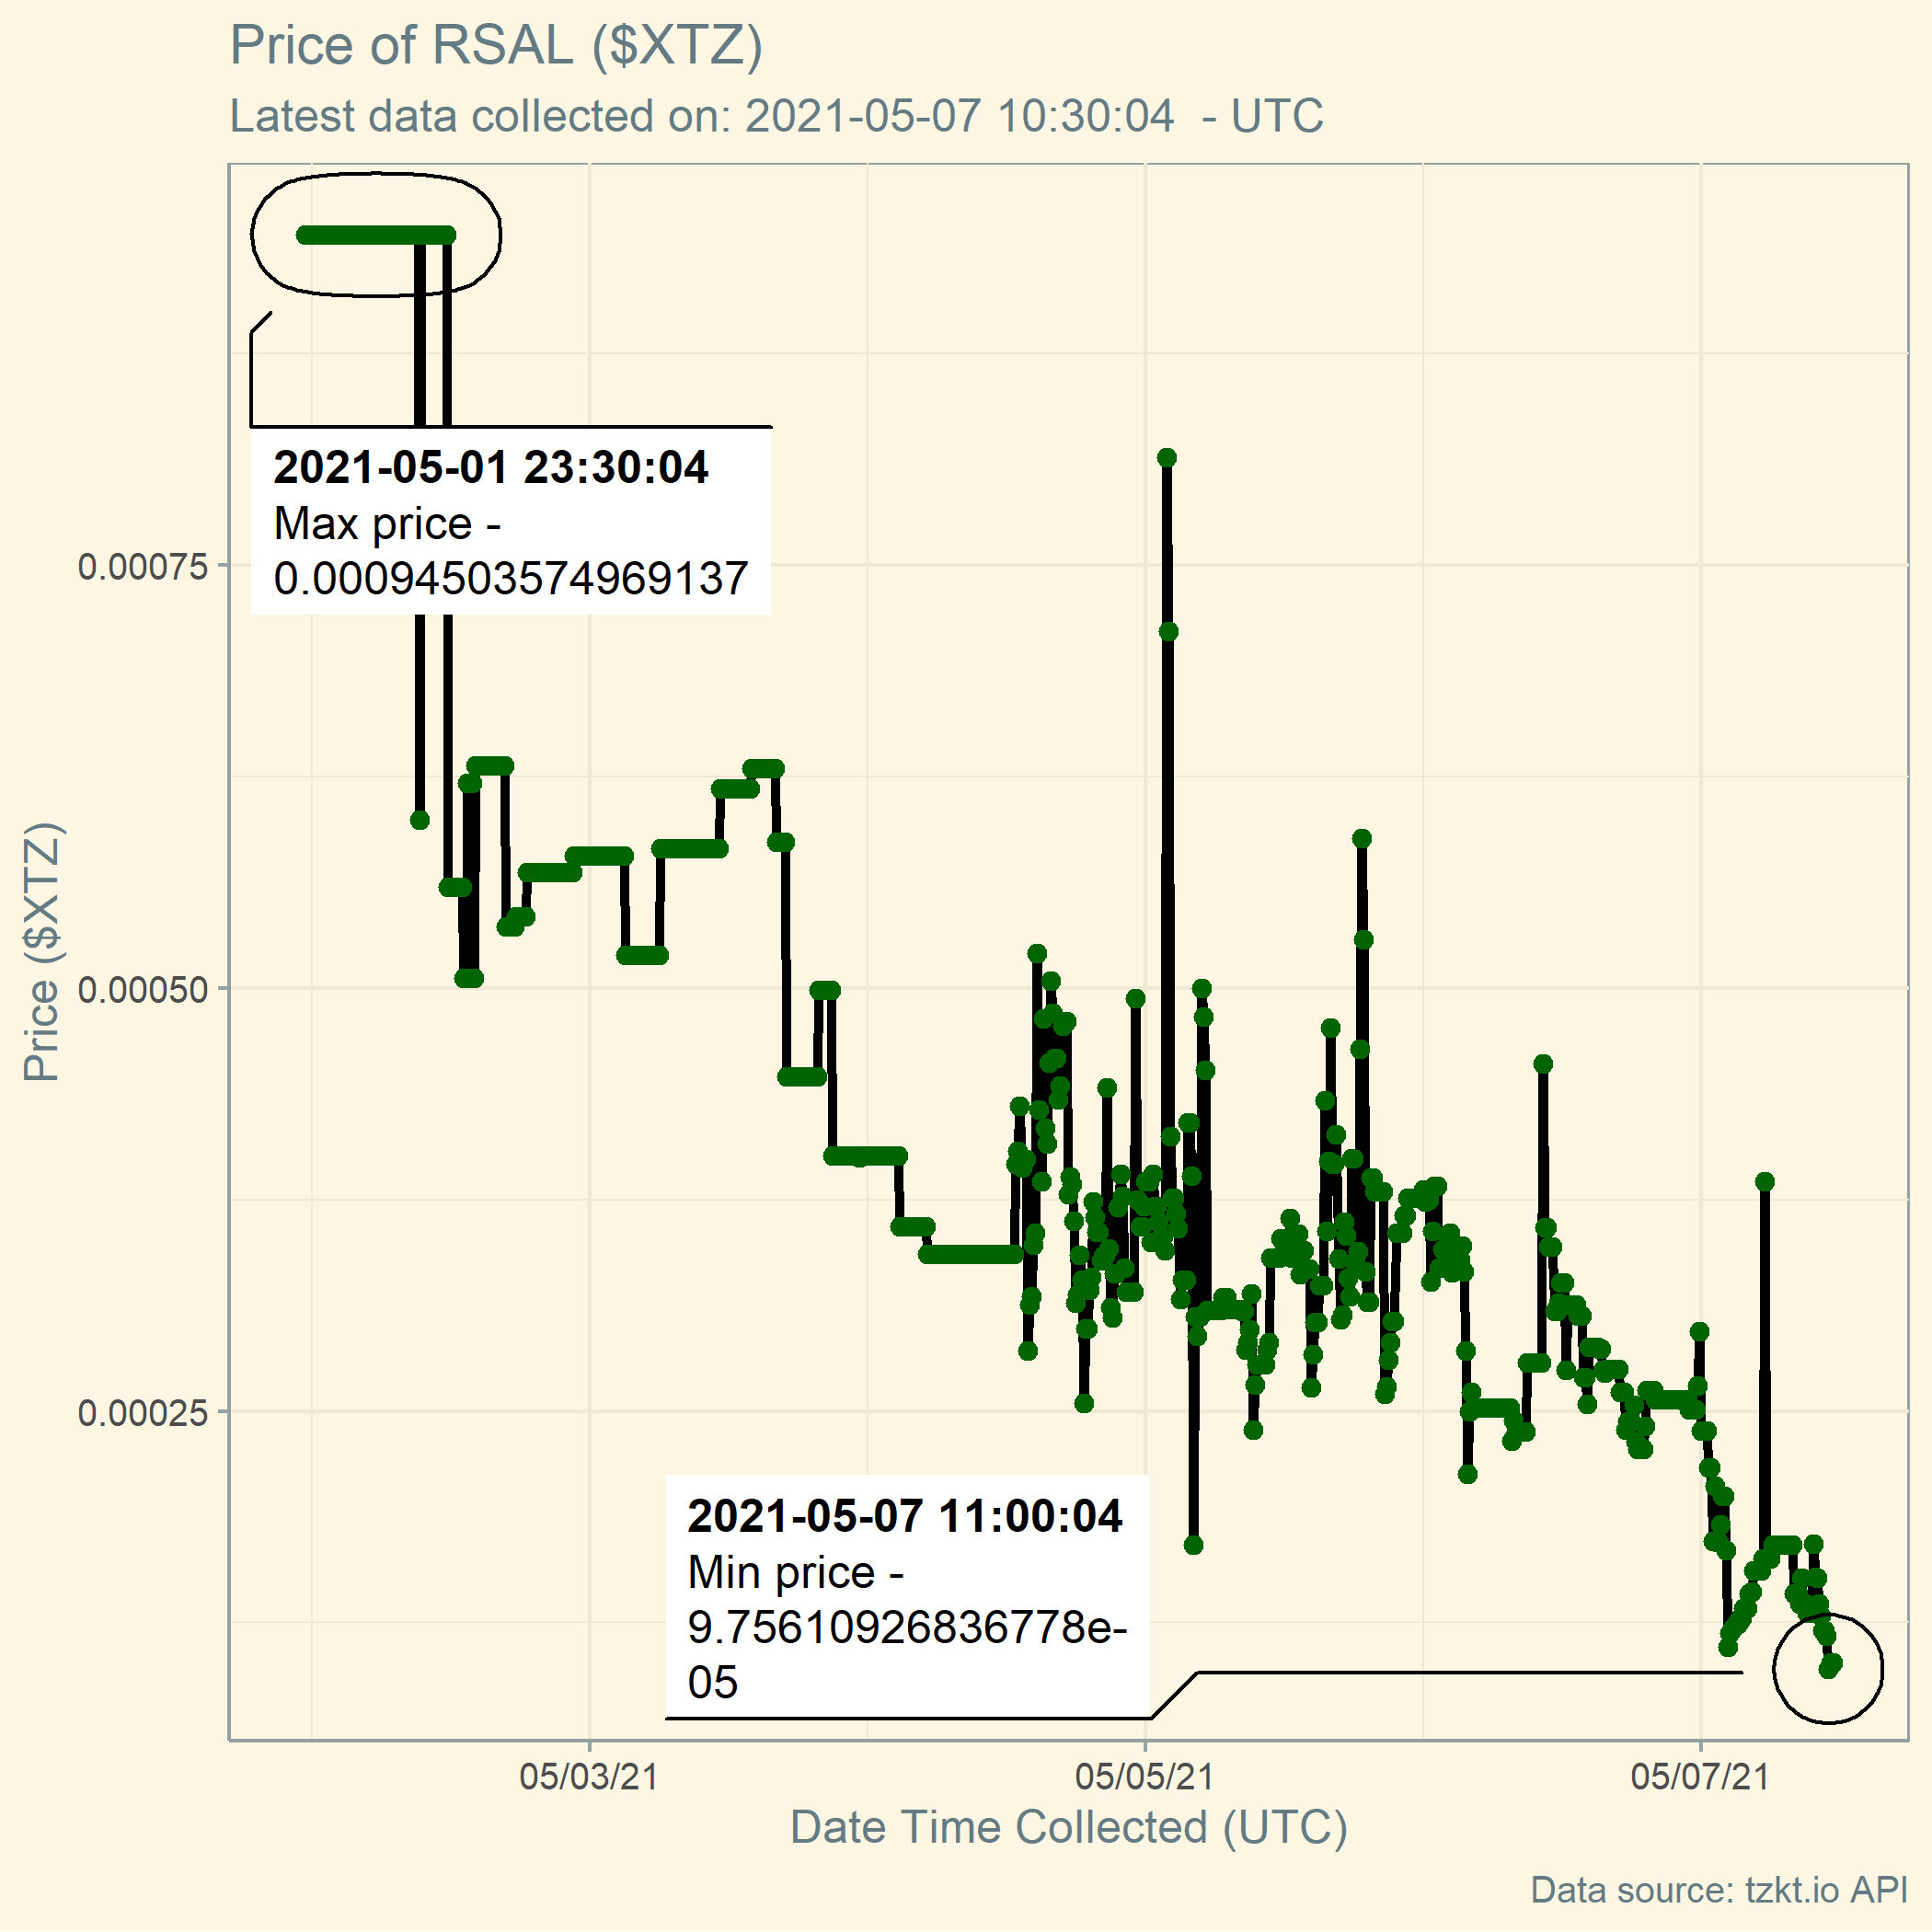 Price of RSAL ($XTZ)
Latest data collected on: 2021-05-07 10:30:04  - UTC
2021-05-01 23:30:04
Max price -
0.000945035749691​37
0.00075
0.00050
0.00025
Price ($XTZ)
2021-05-07 11:00:04
Min price -
9.75610926836778e-
05
05/03/21
05/05/21
05/07/21
Date Time Collected (UTC)
Data source: tzkt.io API